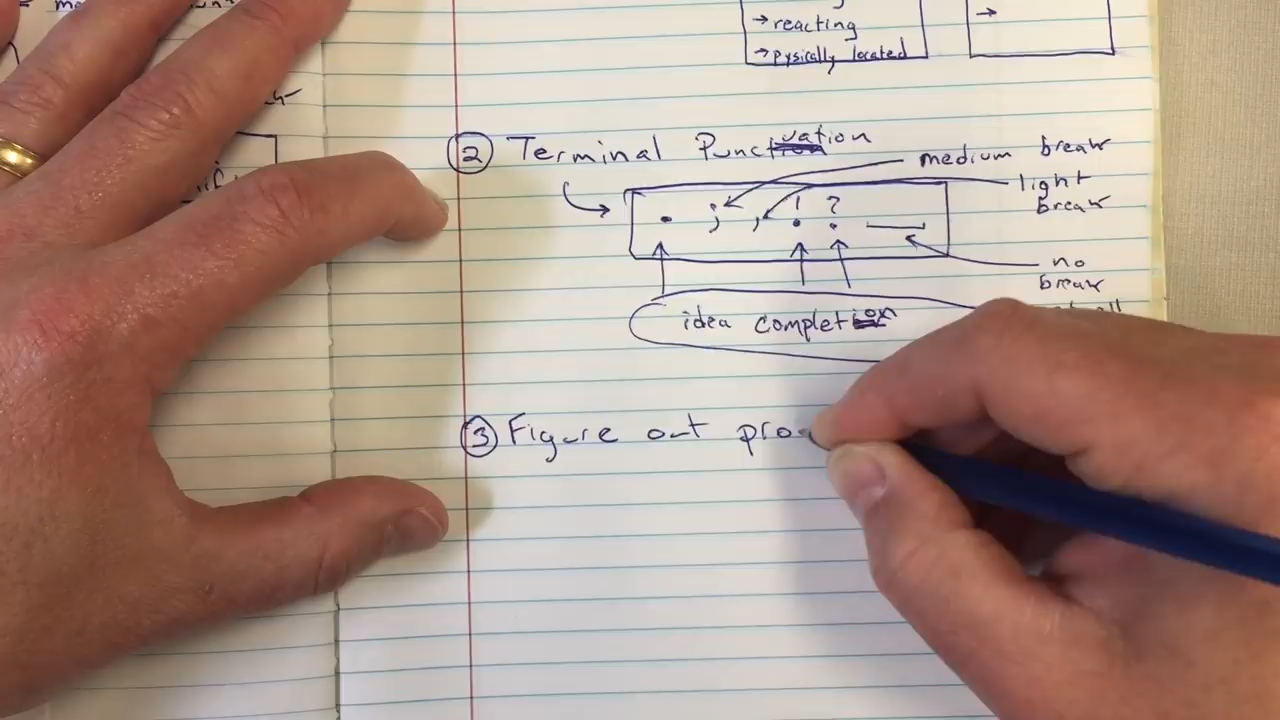 → reacting
→ pysically located
→
② Terminal Punctuation
medium break
light
break
. ; , ! ? —
no
break
idea completion
③ Figure out pro